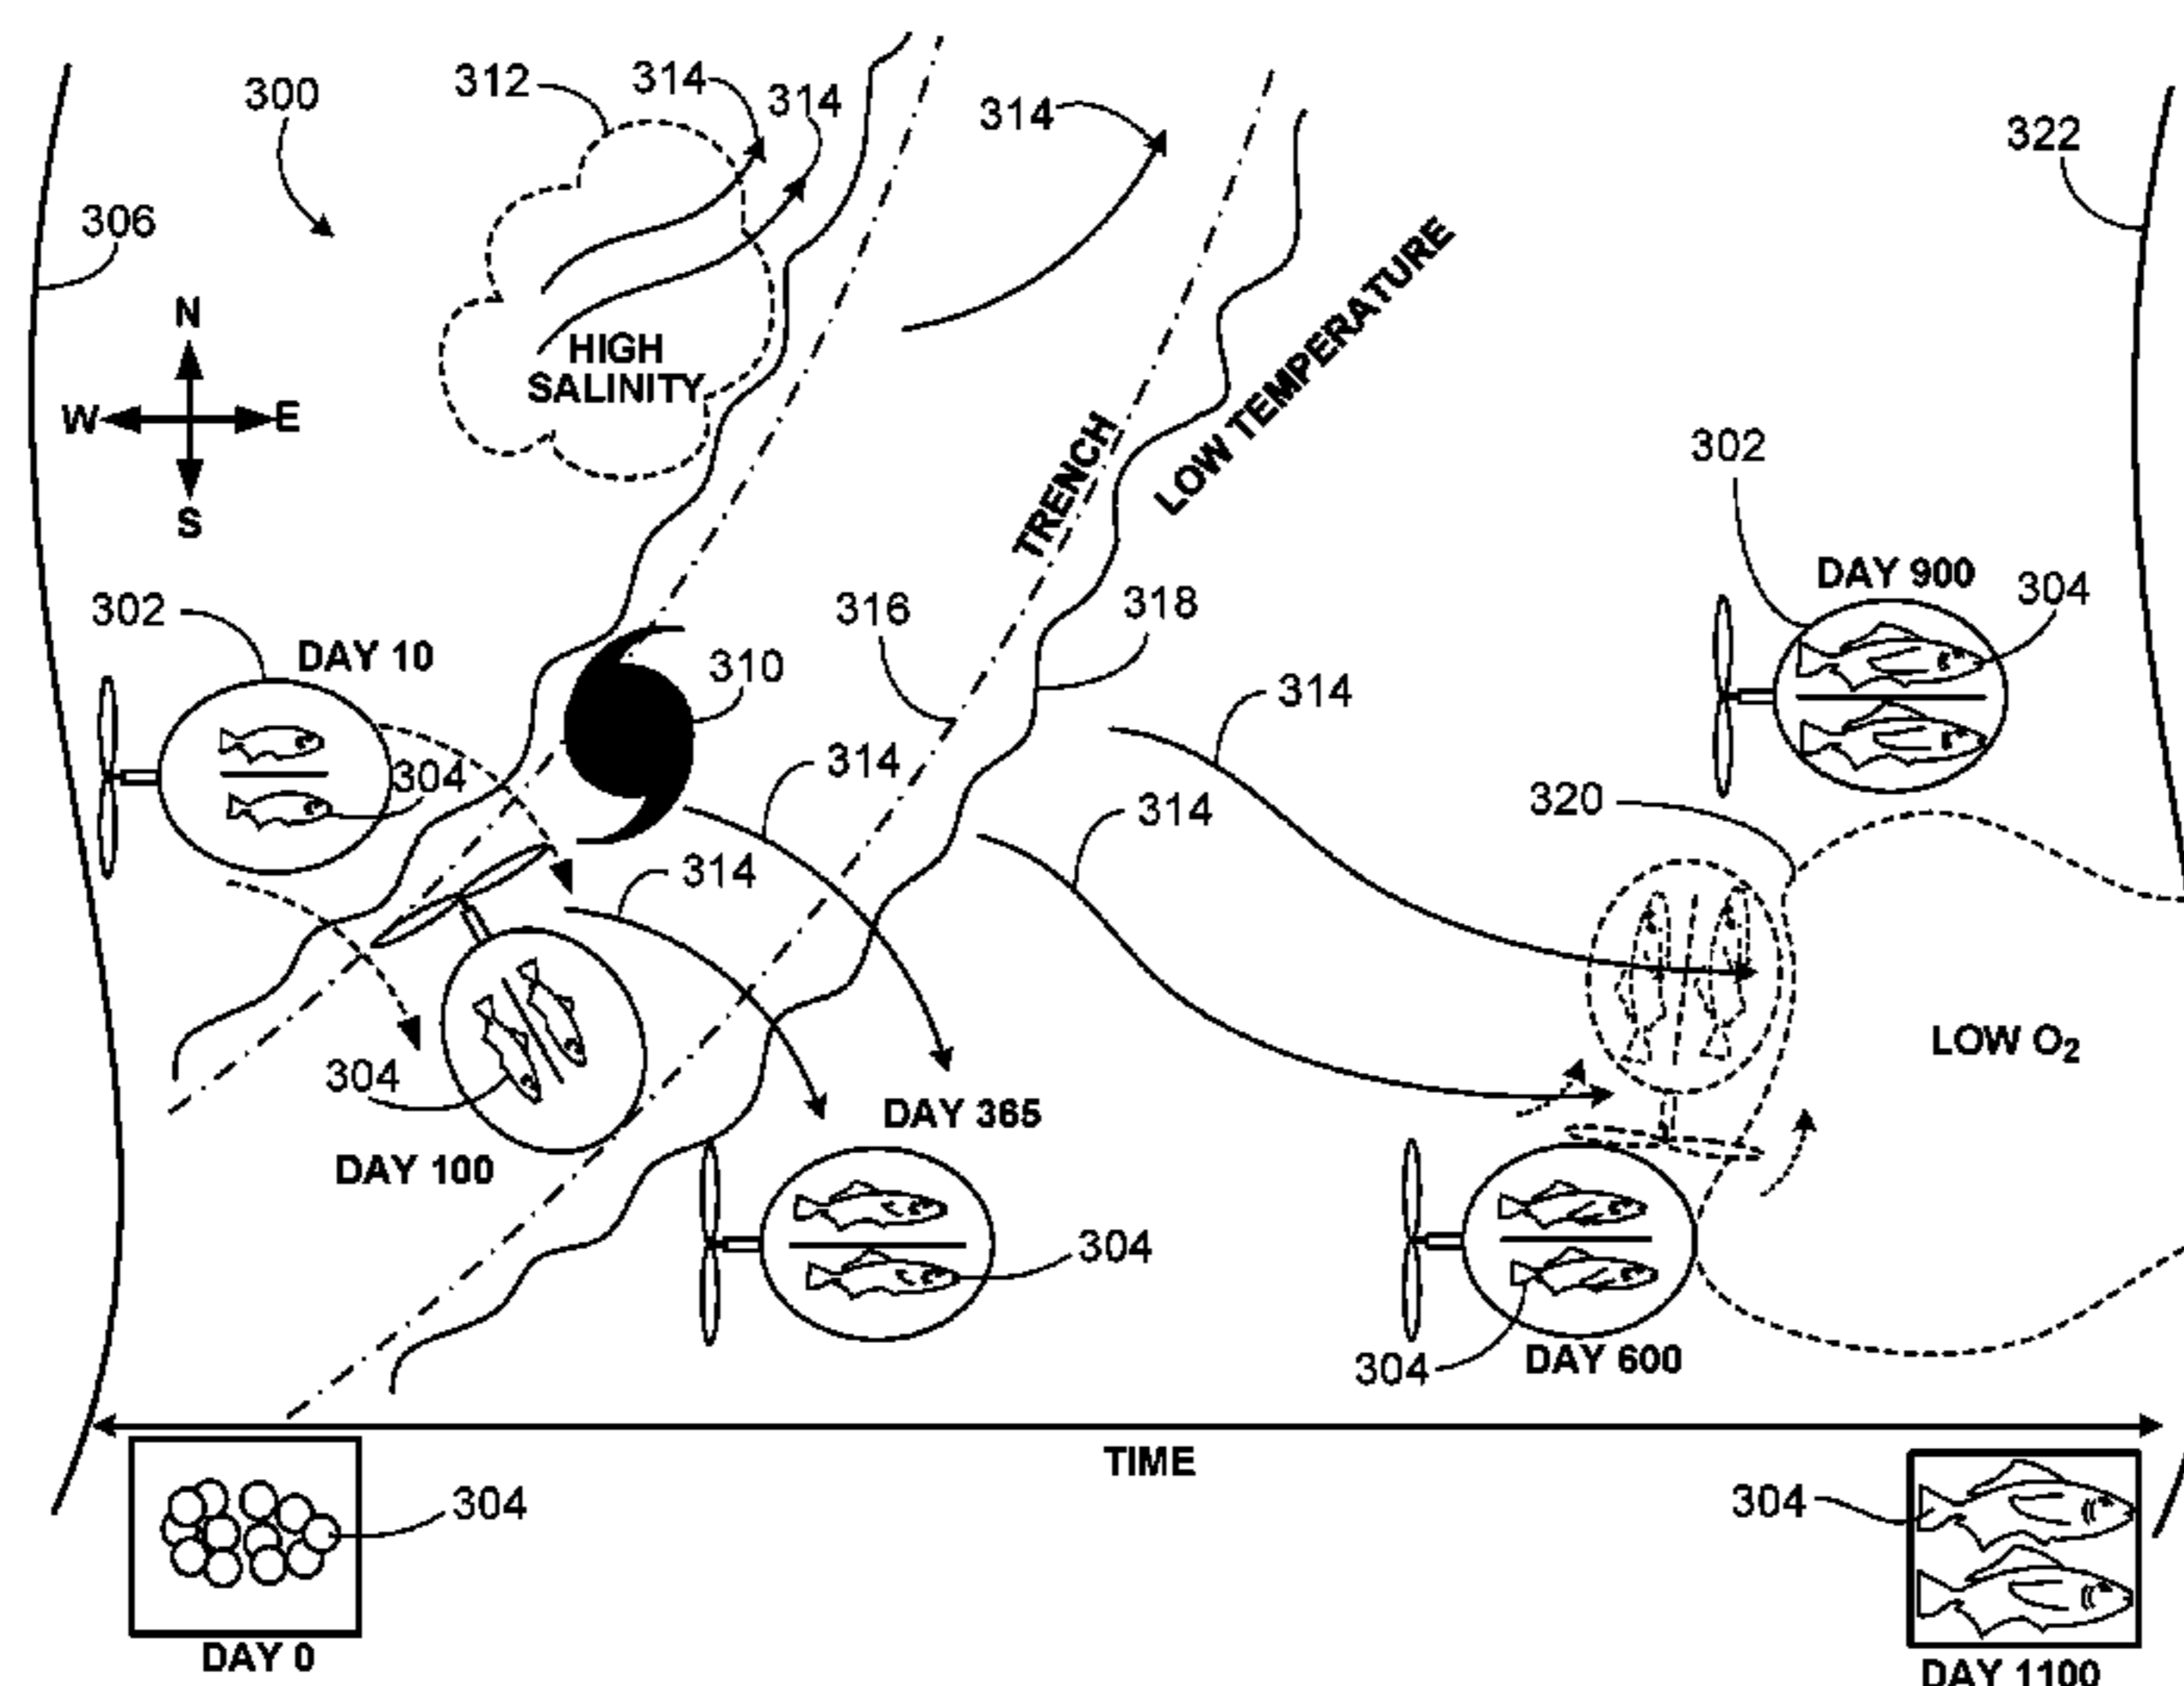 312
314
314
314
300
322
306
N
HIGH
SALINITY
W
E
S
TRENCH
LOW TEMPERATURE
302
DAY 900
304
302
DAY 10
316
318
310
314
304
314
320
314
314
LOW O₂
304
DAY 100
DAY 365
304
304
DAY 600
TIME
304
304
DAY 0
DAY 1100